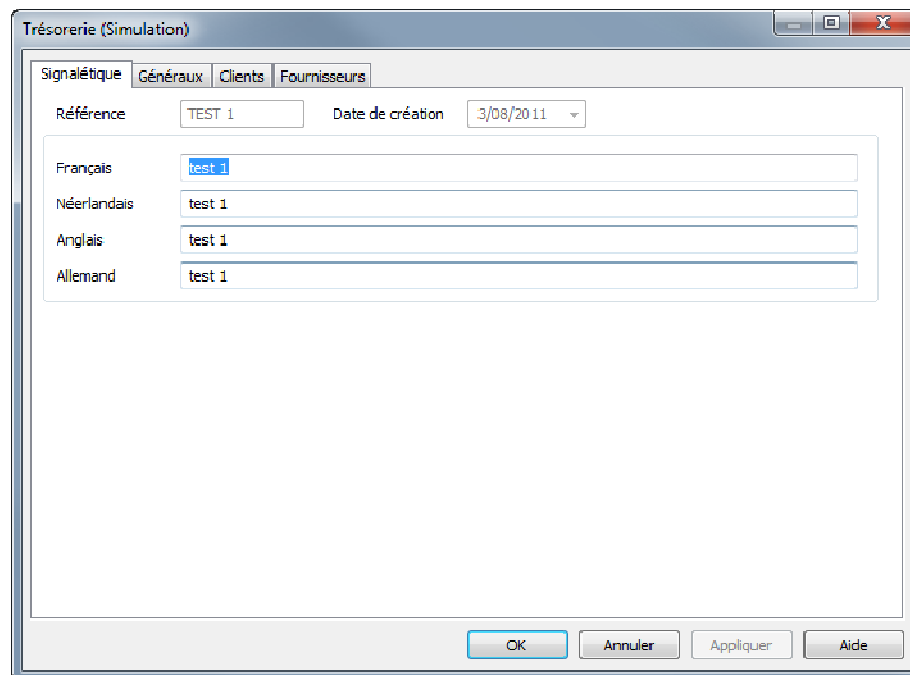 Trésorerie (Simulation)
Signalétique Généraux Clients Fournisseurs
Référence TEST 1 Date de création 3/08/2011
Français test 1
Néerlandais test 1
Anglais test 1
Allemand test 1
OK Annuler Appliquer Aide